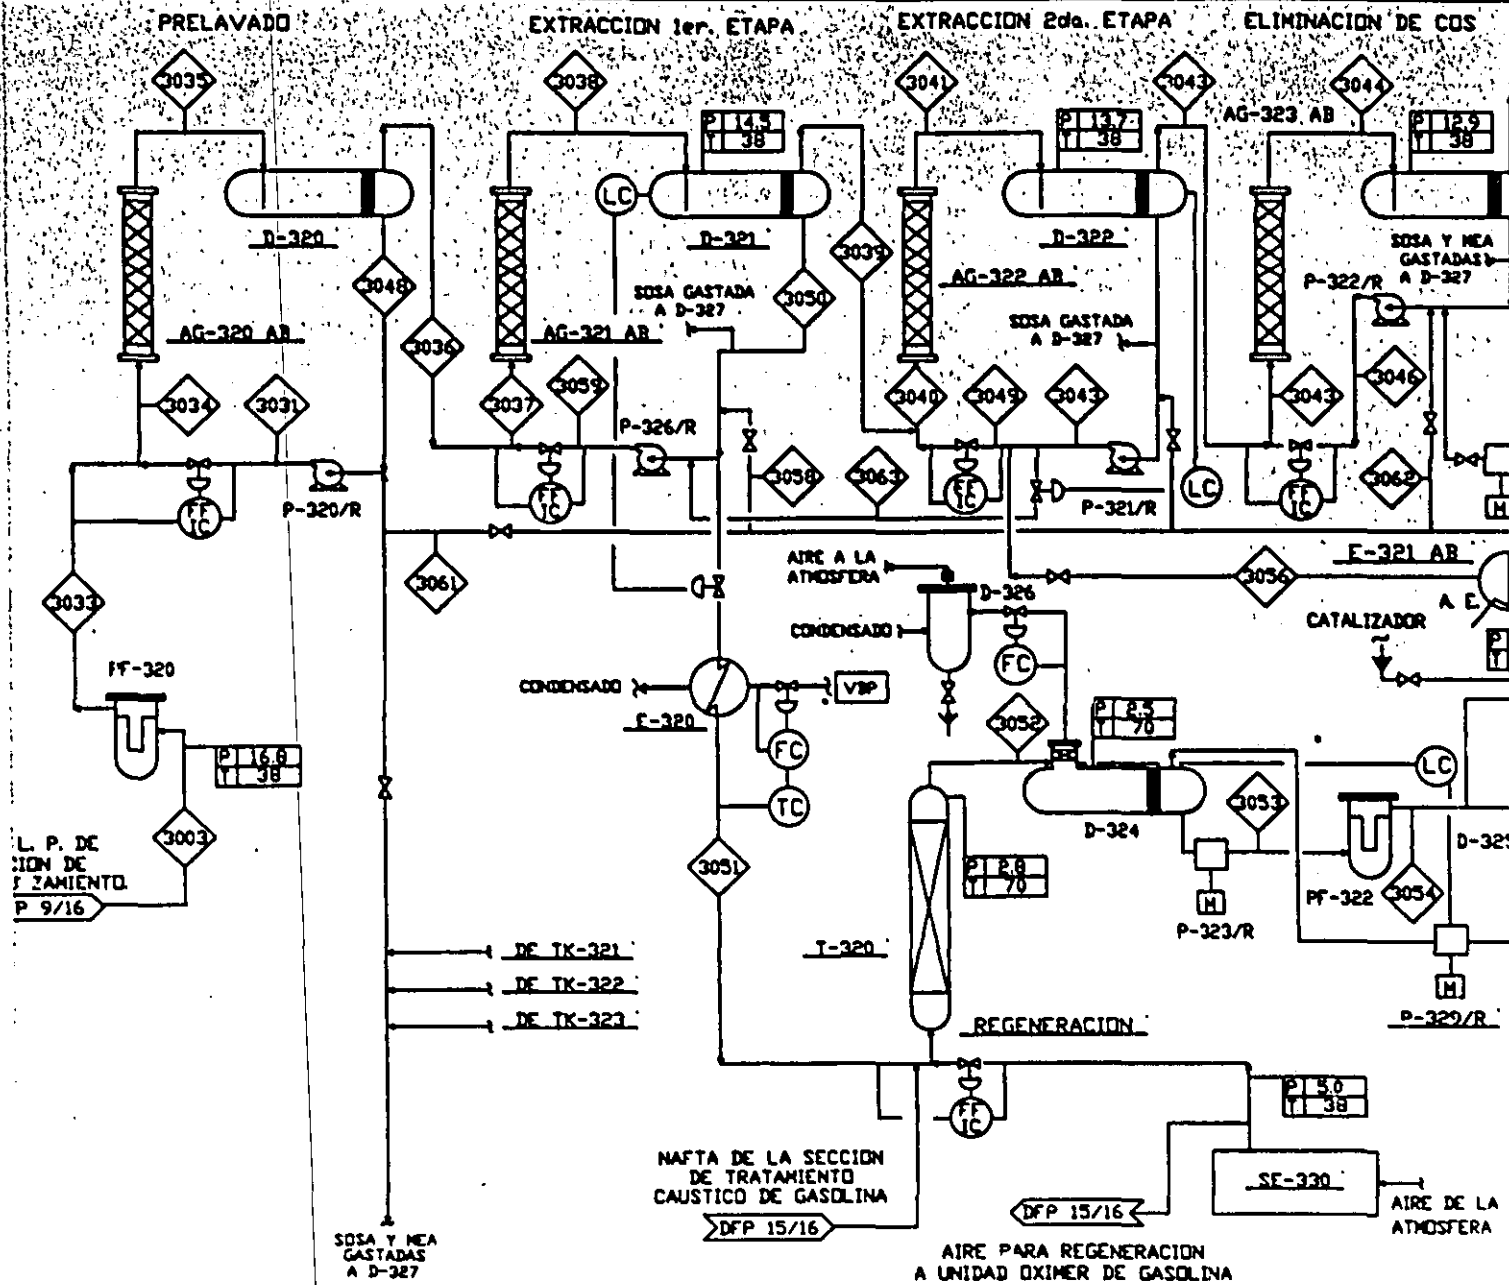 PRELAVADO
EXTRACCION 1er. ETAPA
EXTRACCION 2da. ETAPA
ELIMINACION DE COS
3035
3038
3041
3043
3044
AG-323 AB
P 14.5
T 38
P 13.7
T 38
P 12.9
T 38
LC
D-320
D-321
D-322
3048
3050
3039
SOSA GASTADA
A D-327
AG-322 AB
SOSA Y MEA
GASTADAS
A D-327
P-322/R
AG-320 AB
3036
AG-321 AB
SOSA GASTADA
A D-327
3034
3031
3037
3059
3040
3049
3043
3043
3046
P-326/R
3058
3063
3062
LC
P-320/R
FF
IC
FF
IC
FF
IC
P-321/R
FF
IC
M
3033
3061
AIRE A LA
ATMOSFERA
D-326
3056
E-321 AB
A. E.
CONDENSADO
CATALIZADOR
P
T
PF-320
CONDENSADO
E-320
VBP
FC
FC
TC
3052
P 2.5
T 70
P 16.8
T 38
3003
L. P. DE
CION DE
ZAMIENTO.
P 9/16
3051
D-324
3053
LC
P 2.8
T 70
M
P-323/R
PF-322
3054
D-325
T-320
DE TK-321
DE TK-322
DE TK-323
M
P-329/R
REGENERACION
FF
IC
P 5.0
T 38
NAFTA DE LA SECCION
DE TRATAMIENTO
CAUSTICO DE GASOLINA
DFP 15/16
DFP 15/16
SE-330
AIRE DE LA
ATMOSFERA
SOSA Y MEA
GASTADAS
A D-327
AIRE PARA REGENERACION
A UNIDAD OXIMER DE GASOLINA